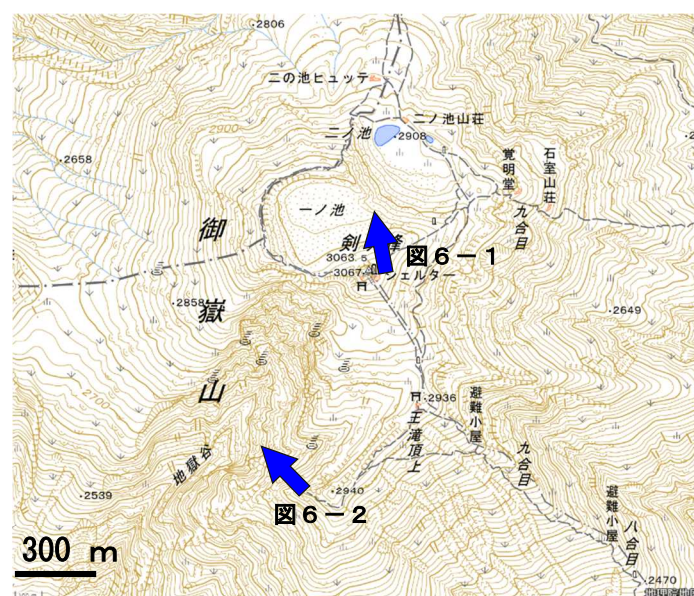 2806
二の池ヒュッテ
二ノ池山荘
二ノ池
2908
2900
2658
覚明堂
石室山荘
一ノ池
九合目
御嶽山
剣
3063.5
3067
シェルター
図6-1
2858
2649
2700
2936
避難小屋
王滝頂上
地獄谷
九合目
2539
2940
図6-2
避難小屋
八合目
2470
300 m